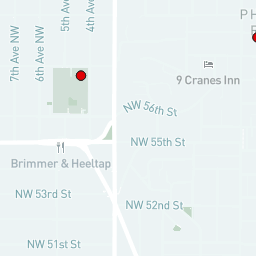 7th Ave NW
6th Ave NW
5th Ave
4th Ave
P H
9 Cranes Inn
NW 56th St
NW 55th St
Brimmer & Heeltap
NW 53rd St
NW 52nd St
NW 51st St